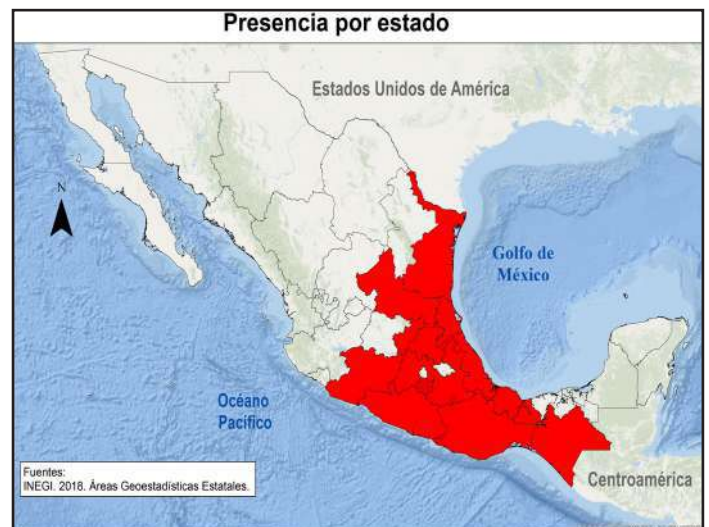 Presencia por estado
Estados Unidos de América
N
Golfo de
México
Océano
Pacífico
Fuentes:
INEGI. 2018. Áreas Geoestadísticas Estatales.
Centroamérica